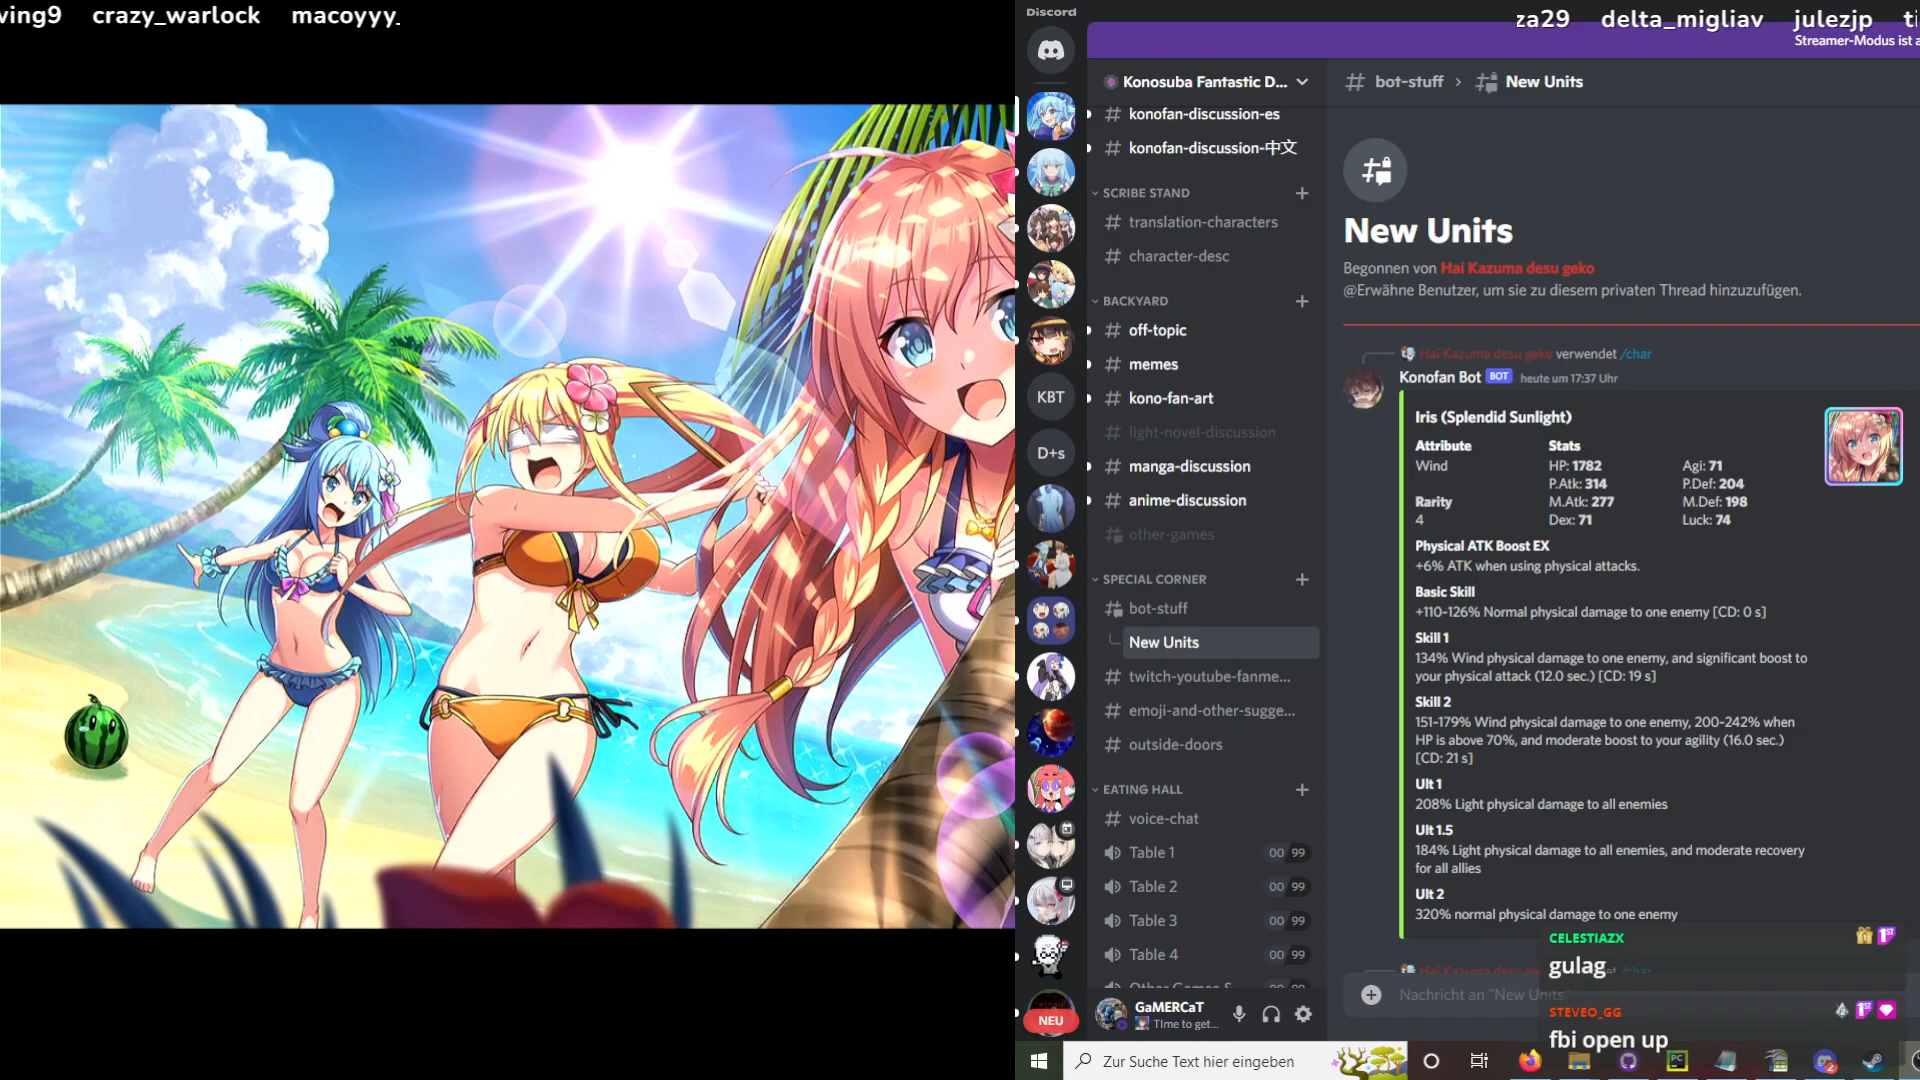 ving9 crazy_warlock macoyyy_
za29 delta_migliav julezjp ti
Discord
Streamer-Modus ist a
Konosuba Fantastic D...
bot-stuff > New Units
konofan-discussion-es
konofan-discussion-中文
SCRIBE STAND
translation-characters
character-desc
BACKYARD
off-topic
memes
kono-fan-art
light-novel-discussion
manga-discussion
anime-discussion
other-games
SPECIAL CORNER
bot-stuff
New Units
twitch-youtube-fanme...
emoji-and-other-sugge...
outside-doors
EATING HALL
voice-chat
Table 1 00 99
Table 2 00 99
Table 3 00 99
Table 4 00 99
KBT
D+s
NEU
GaMERCaT
TIme to get...
New Units
Begonnen von Hai Kazuma desu geko
@Erwähne Benutzer, um sie zu diesem privaten Thread hinzuzufügen.
Hai Kazuma desu geko verwendet /char
Konofan Bot BOT heute um 17:37 Uhr
Iris (Splendid Sunlight)
Attribute Stats
Wind HP: 1782 Agi: 71
P.Atk: 314 P.Def: 204
Rarity M.Atk: 277 M.Def: 198
4 Dex: 71 Luck: 74
Physical ATK Boost EX
+6% ATK when using physical attacks.
Basic Skill
+110-126% Normal physical damage to one enemy [CD: 0 s]
Skill 1
134% Wind physical damage to one enemy, and significant boost to
your physical attack (12.0 sec.) [CD: 19 s]
Skill 2
151-179% Wind physical damage to one enemy, 200-242% when
HP is above 70%, and moderate boost to your agility (16.0 sec.)
[CD: 21 s]
Ult 1
208% Light physical damage to all enemies
Ult 1.5
184% Light physical damage to all enemies, and moderate recovery
for all allies
Ult 2
320% normal physical damage to one enemy
CELESTIAZX
gulag
Nachricht an "New Units"
STEVEO_GG
fbi open up
Zur Suche Text hier eingeben